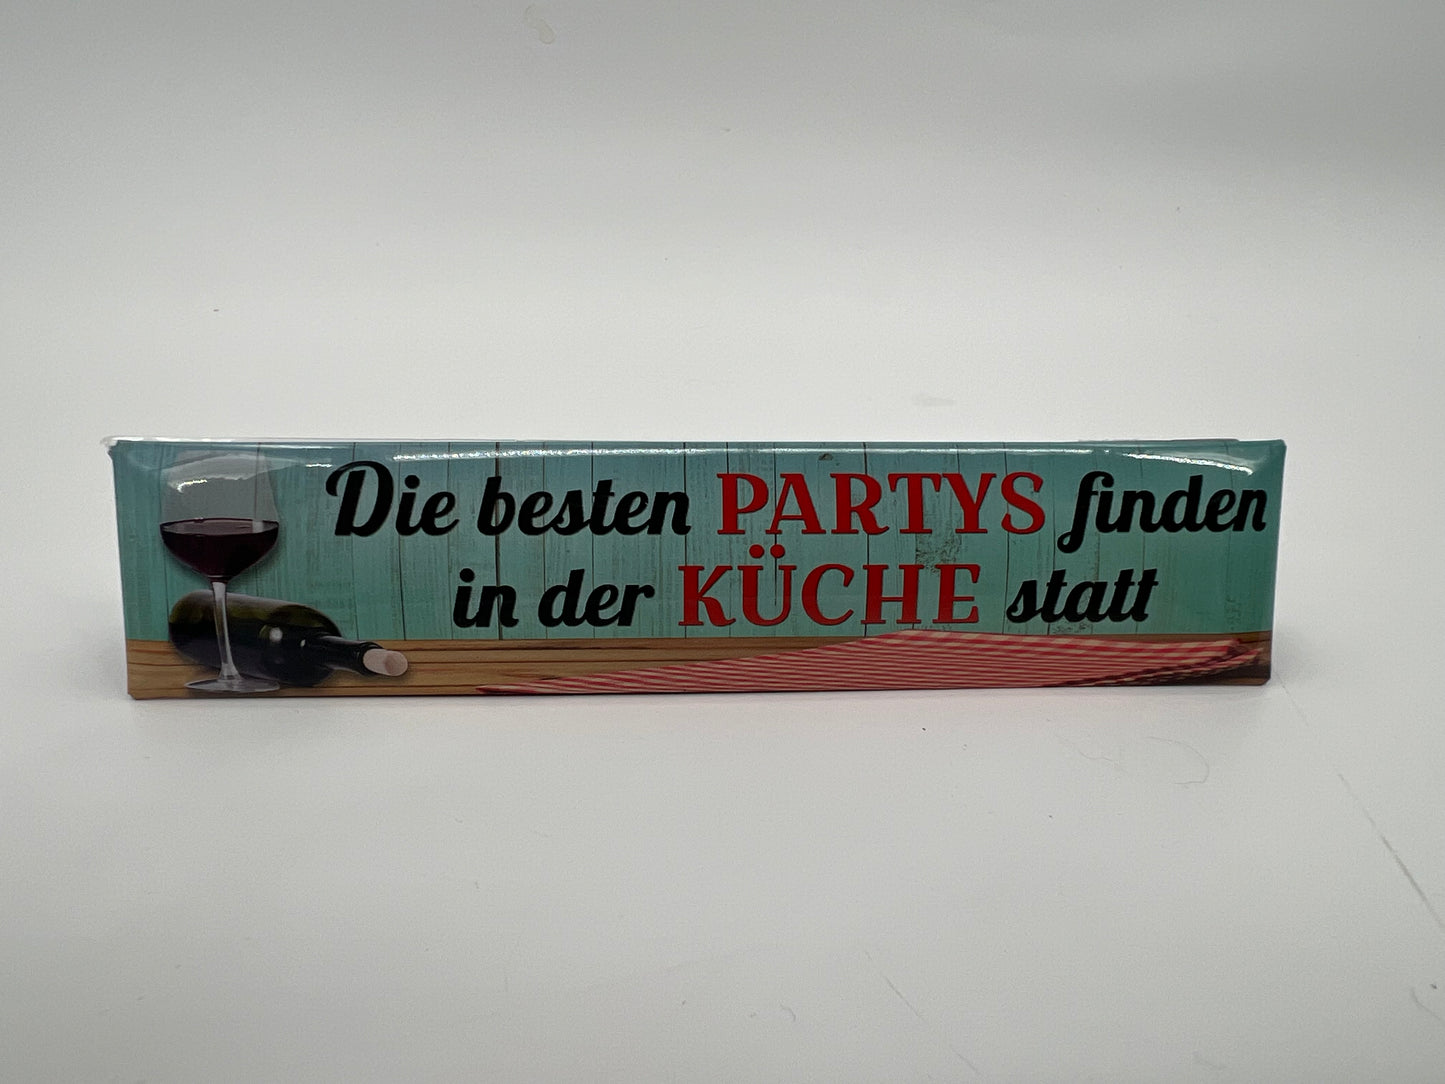 Die besten PARTYS finden
in der KÜCHE statt